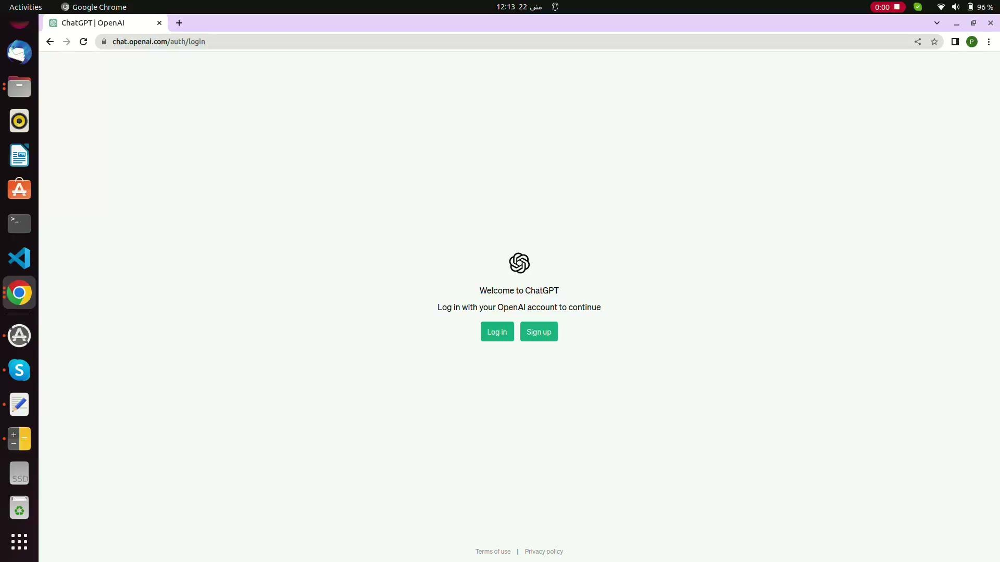 Activities Google Chrome 12:13 22 مئی 0:00 96 %
ChatGPT | OpenAI
chat.openai.com/auth/login P
>_
S
SSD
Welcome to ChatGPT
Log in with your OpenAI account to continue
Log in Sign up
Terms of use | Privacy policy